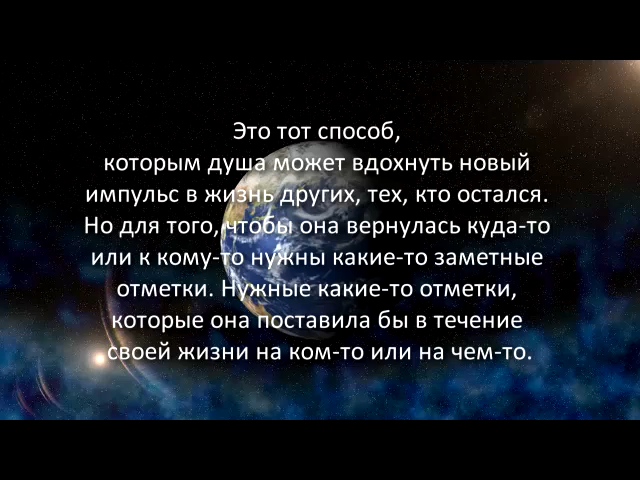 Это тот способ,
которым душа может вдохнуть новый
импульс в жизнь других, тех, кто остался.
Но для того, чтобы она вернулась куда-то
или к кому-то нужны какие-то заметные
отметки. Нужные какие-то отметки,
которые она поставила бы в течение
своей жизни на ком-то или на чем-то.